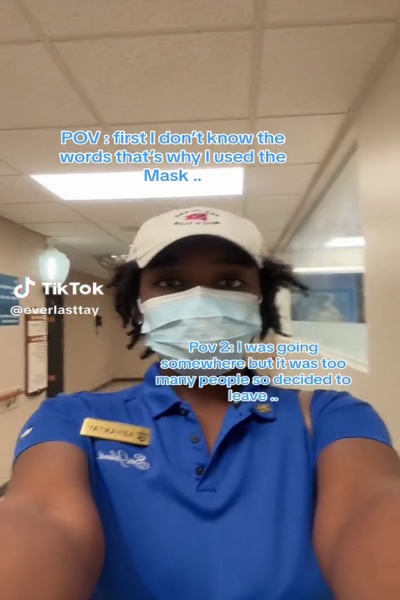 POV : first I don't know the
words that's why I used the
Mask ..
TikTok
@everlasttay
Pov 2: I was going
somewhere but it was too
many people so decided to
leave ..